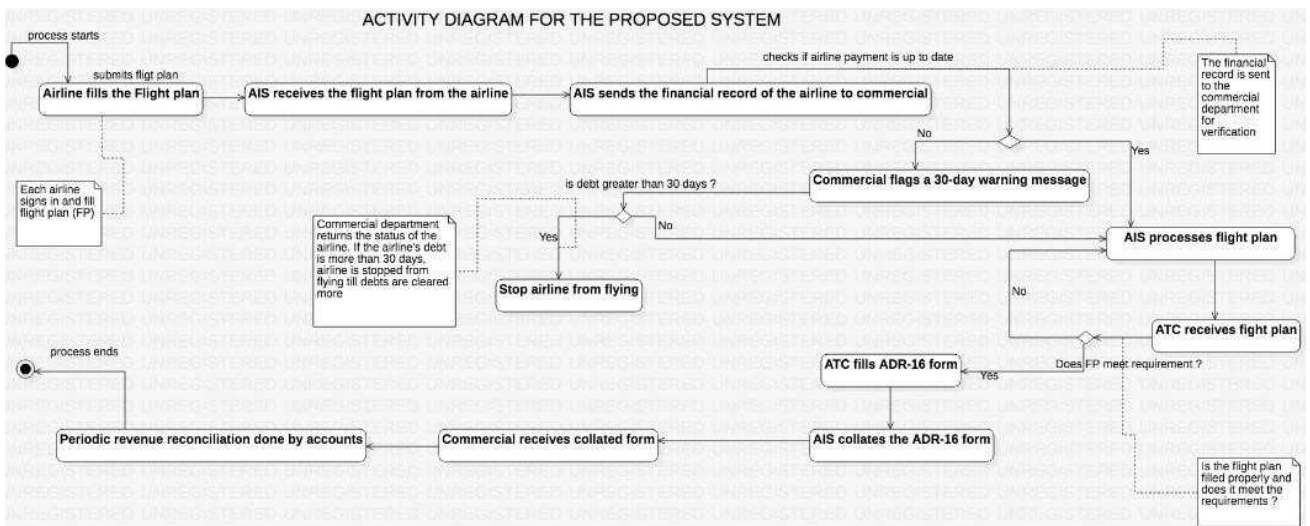 ACTIVITY DIAGRAM FOR THE PROPOSED SYSTEM
process starts
submits fligt plan
checks if airline payment is up to date
The financial
record is sent
to the
commercial
department
for
verification
Airline fills the Flight plan
AIS receives the flight plan from the airline
AIS sends the financial record of the airline to commercial
No
Yes
Each airline
signs in and fill
flight plan (FP)
is debt greater than 30 days ?
Commercial flags a 30-day warning message
Commercial department
returns the status of the
airline. If the airline's debt
is more than 30 days,
airline is stopped from
flying till debts are cleared
more
Yes
No
AIS processes flight plan
Stop airline from flying
No
ATC receives flight plan
process ends
ATC fills ADR-16 form
Yes
Does FP meet requirement ?
Periodic revenue reconciliation done by accounts
Commercial receives collated form
AIS collates the ADR-16 form
Is the flight plan
filled properly and
does it meet the
requirements ?
UNREGISTERED